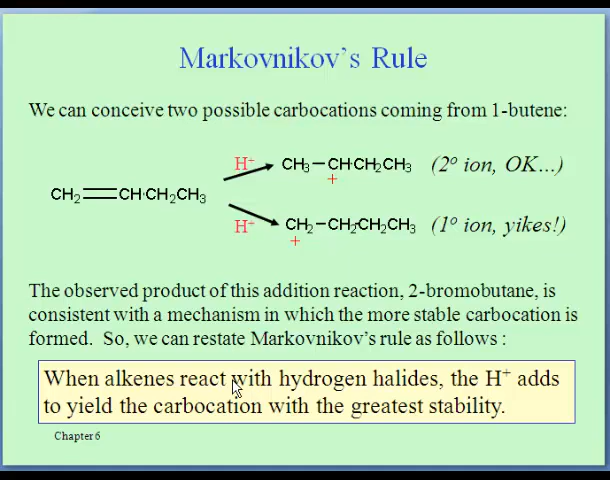 Markovnikov's Rule
We can conceive two possible carbocations coming from 1-butene:
H⁺ CH₃–CH·CH₂CH₃ (2º ion, OK...)
+
CH₂=CH·CH₂CH₃
H⁺ CH₂–CH₂CH₂CH₃ (1º ion, yikes!)
+
The observed product of this addition reaction, 2-bromobutane, is
consistent with a mechanism in which the more stable carbocation is
formed. So, we can restate Markovnikov's rule as follows :
When alkenes react with hydrogen halides, the H⁺ adds
to yield the carbocation with the greatest stability.
Chapter 6